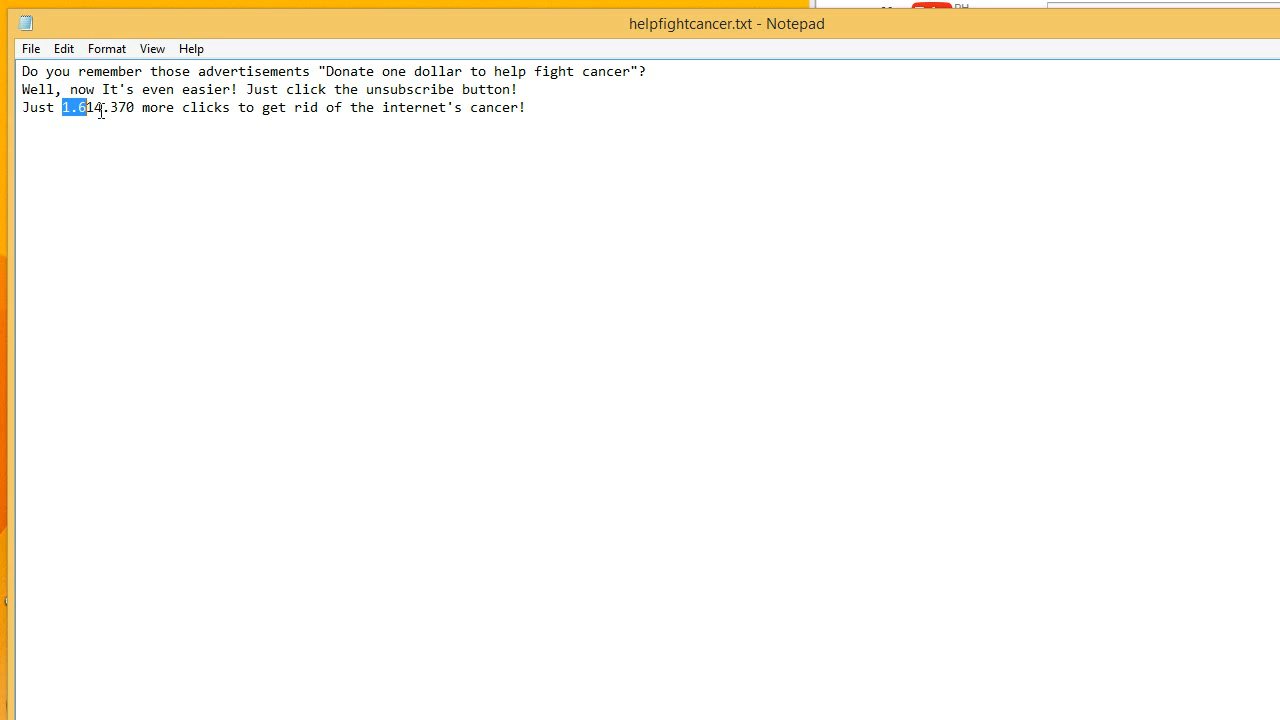 helpfightcancer.txt - Notepad
File Edit Format View Help
Do you remember those advertisements "Donate one dollar to help fight cancer"?
Well, now It's even easier! Just click the unsubscribe button!
Just 1.614.370 more clicks to get rid of the internet's cancer!